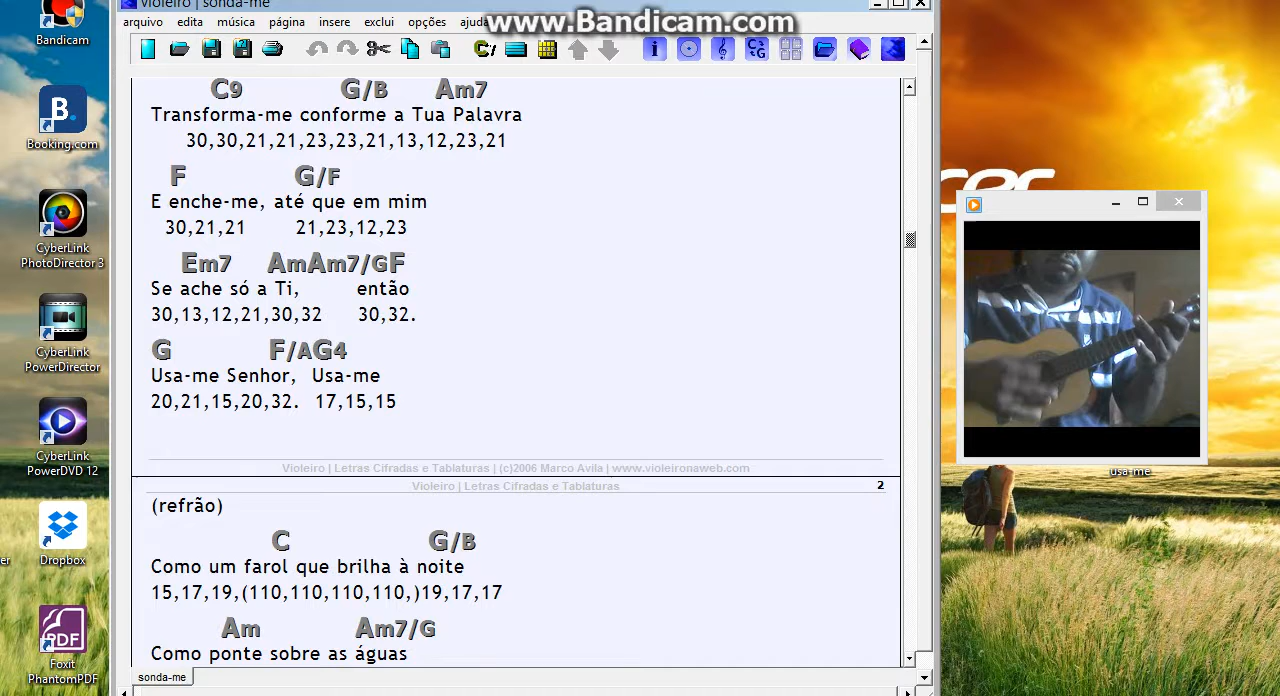 Violeiro | sonda-me
www.Bandicam.com
arquivo edita música página insere exclui opções ajuda
Bandicam
Booking.com
CyberLink
PhotoDirector 3
CyberLink
PowerDirector
CyberLink
PowerDVD 12
Dropbox
er
Foxit
PhantomPDF
C9 G/B Am7
Transforma-me conforme a Tua Palavra
30,30,21,21,23,23,21,13,12,23,21
F G/F
E enche-me, até que em mim
30,21,21 21,23,12,23
Em7 AmAm7/GF
Se ache só a Ti, então
30,13,12,21,30,32 30,32.
G F/AG4
Usa-me Senhor, Usa-me
20,21,15,20,32. 17,15,15
Violeiro | Letras Cifradas e Tablaturas | (c)2006 Marco Avila | www.violeironaweb.com
Violeiro | Letras Cifradas e Tablaturas 2
(refrão)
C G/B
Como um farol que brilha à noite
15,17,19,(110,110,110,110,)19,17,17
Am Am7/G
Como ponte sobre as águas
sonda-me
cer
usa-me